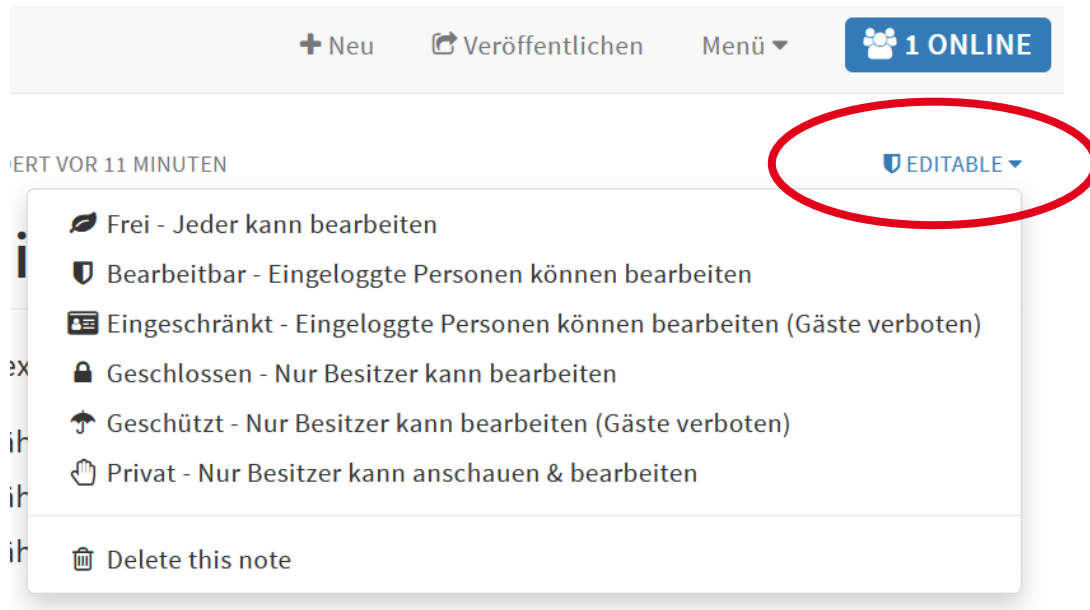 Neu Veröffentlichen Menü 1 ONLINE
ERT VOR 11 MINUTEN EDITABLE
Frei - Jeder kann bearbeiten
Bearbeitbar - Eingeloggte Personen können bearbeiten
Eingeschränkt - Eingeloggte Personen können bearbeiten (Gäste verboten)
Geschlossen - Nur Besitzer kann bearbeiten
Geschützt - Nur Besitzer kann bearbeiten (Gäste verboten)
Privat - Nur Besitzer kann anschauen & bearbeiten
Delete this note